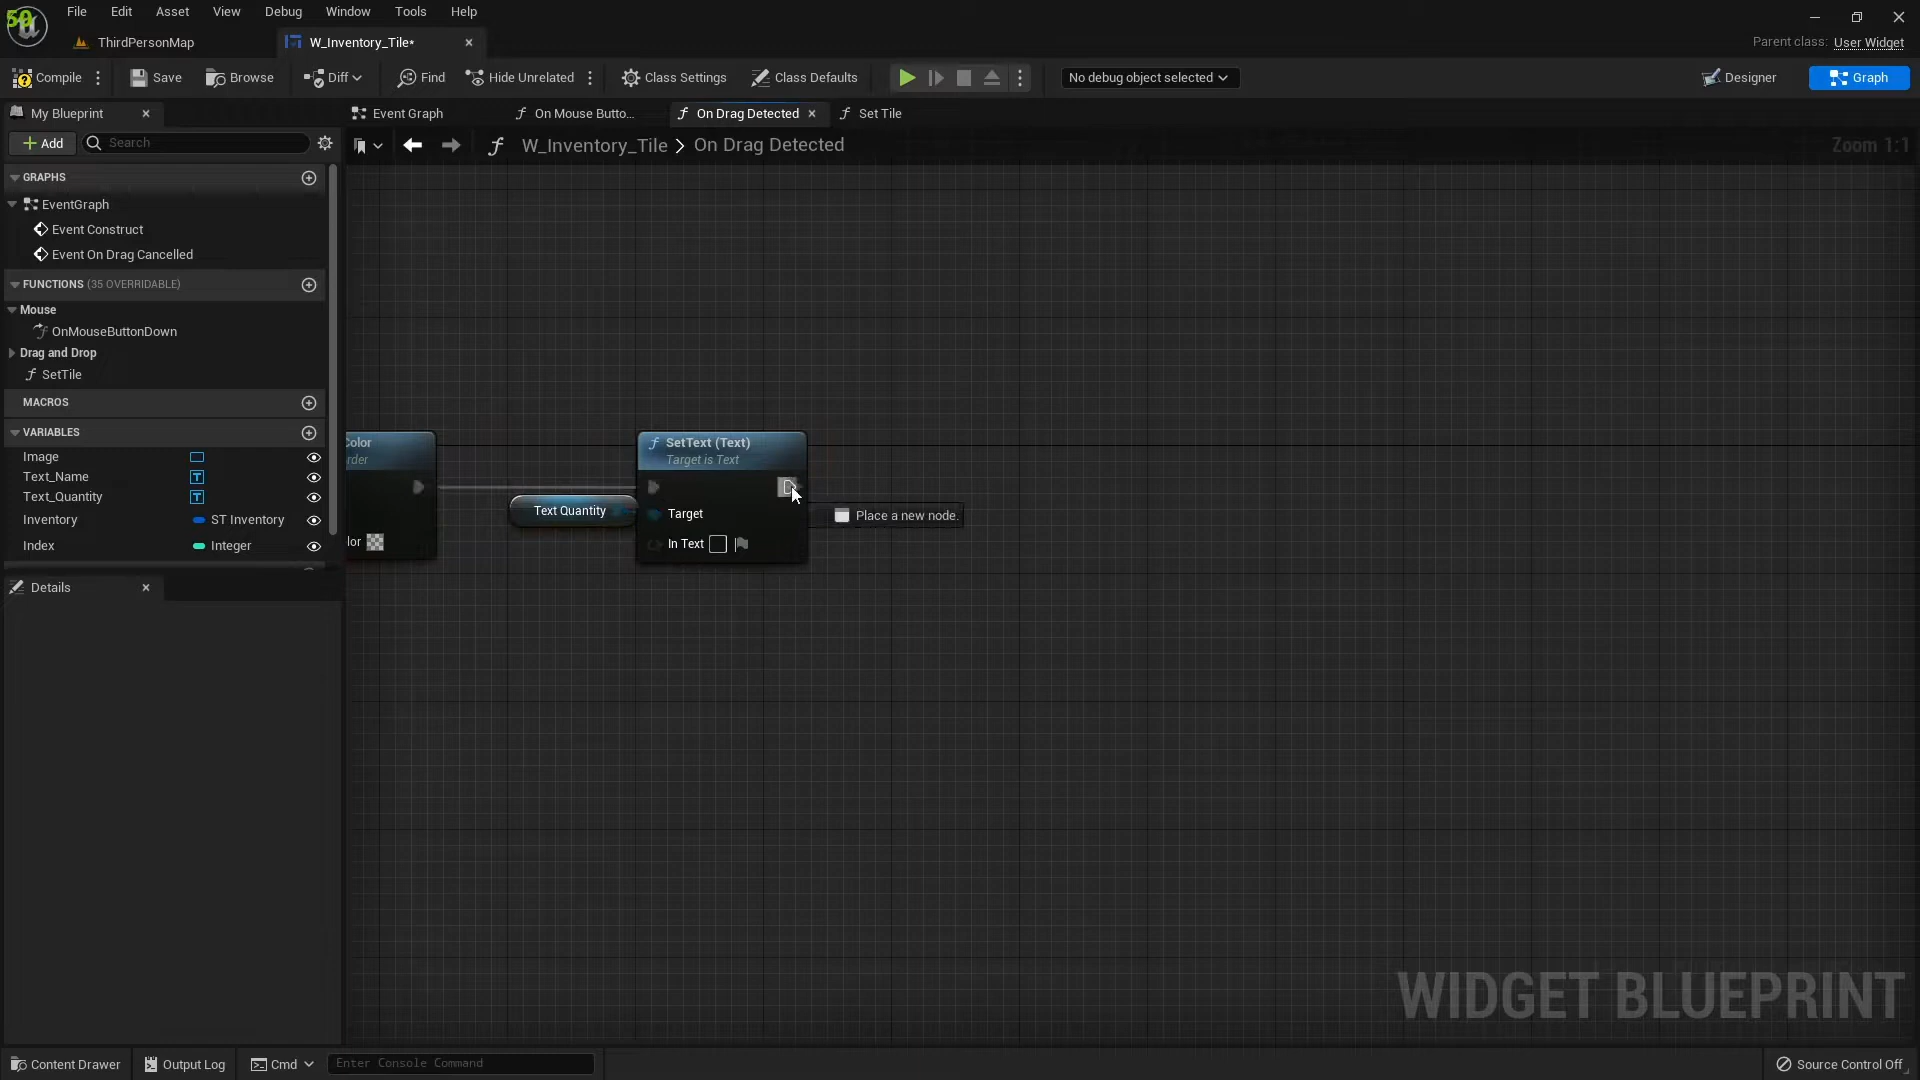 50
File Edit Asset View Window Debug Tools Help
ThirdPersonMap
W_Inventory_Tile*
Parent class: User Widget
Compile
Save
Browse
Diff
Find
Hide Unrelated
Class Settings
Class Defaults
No debug object selected
Designer
Graph
My Blueprint
Event Graph
On Mouse Butto...
On Drag Detected
Set Tile
Add
Search
W_Inventory_Tile > On Drag Detected
Zoom 1:1
GRAPHS
EventGraph
Event Construct
Event On Drag Cancelled
FUNCTIONS (35 OVERRIDABLE)
Mouse
OnMouseButtonDown
Drag and Drop
SetTile
MACROS
VARIABLES
Image
Text_Name
Text_Quantity
Inventory ST Inventory
Index Integer
Color
rder
lor
Text Quantity
SetText (Text)
Target is Text
Target
In Text
Place a new node.
Details
WIDGET BLUEPRINT
Content Drawer
Output Log
Cmd
Enter Console Command
Source Control Off